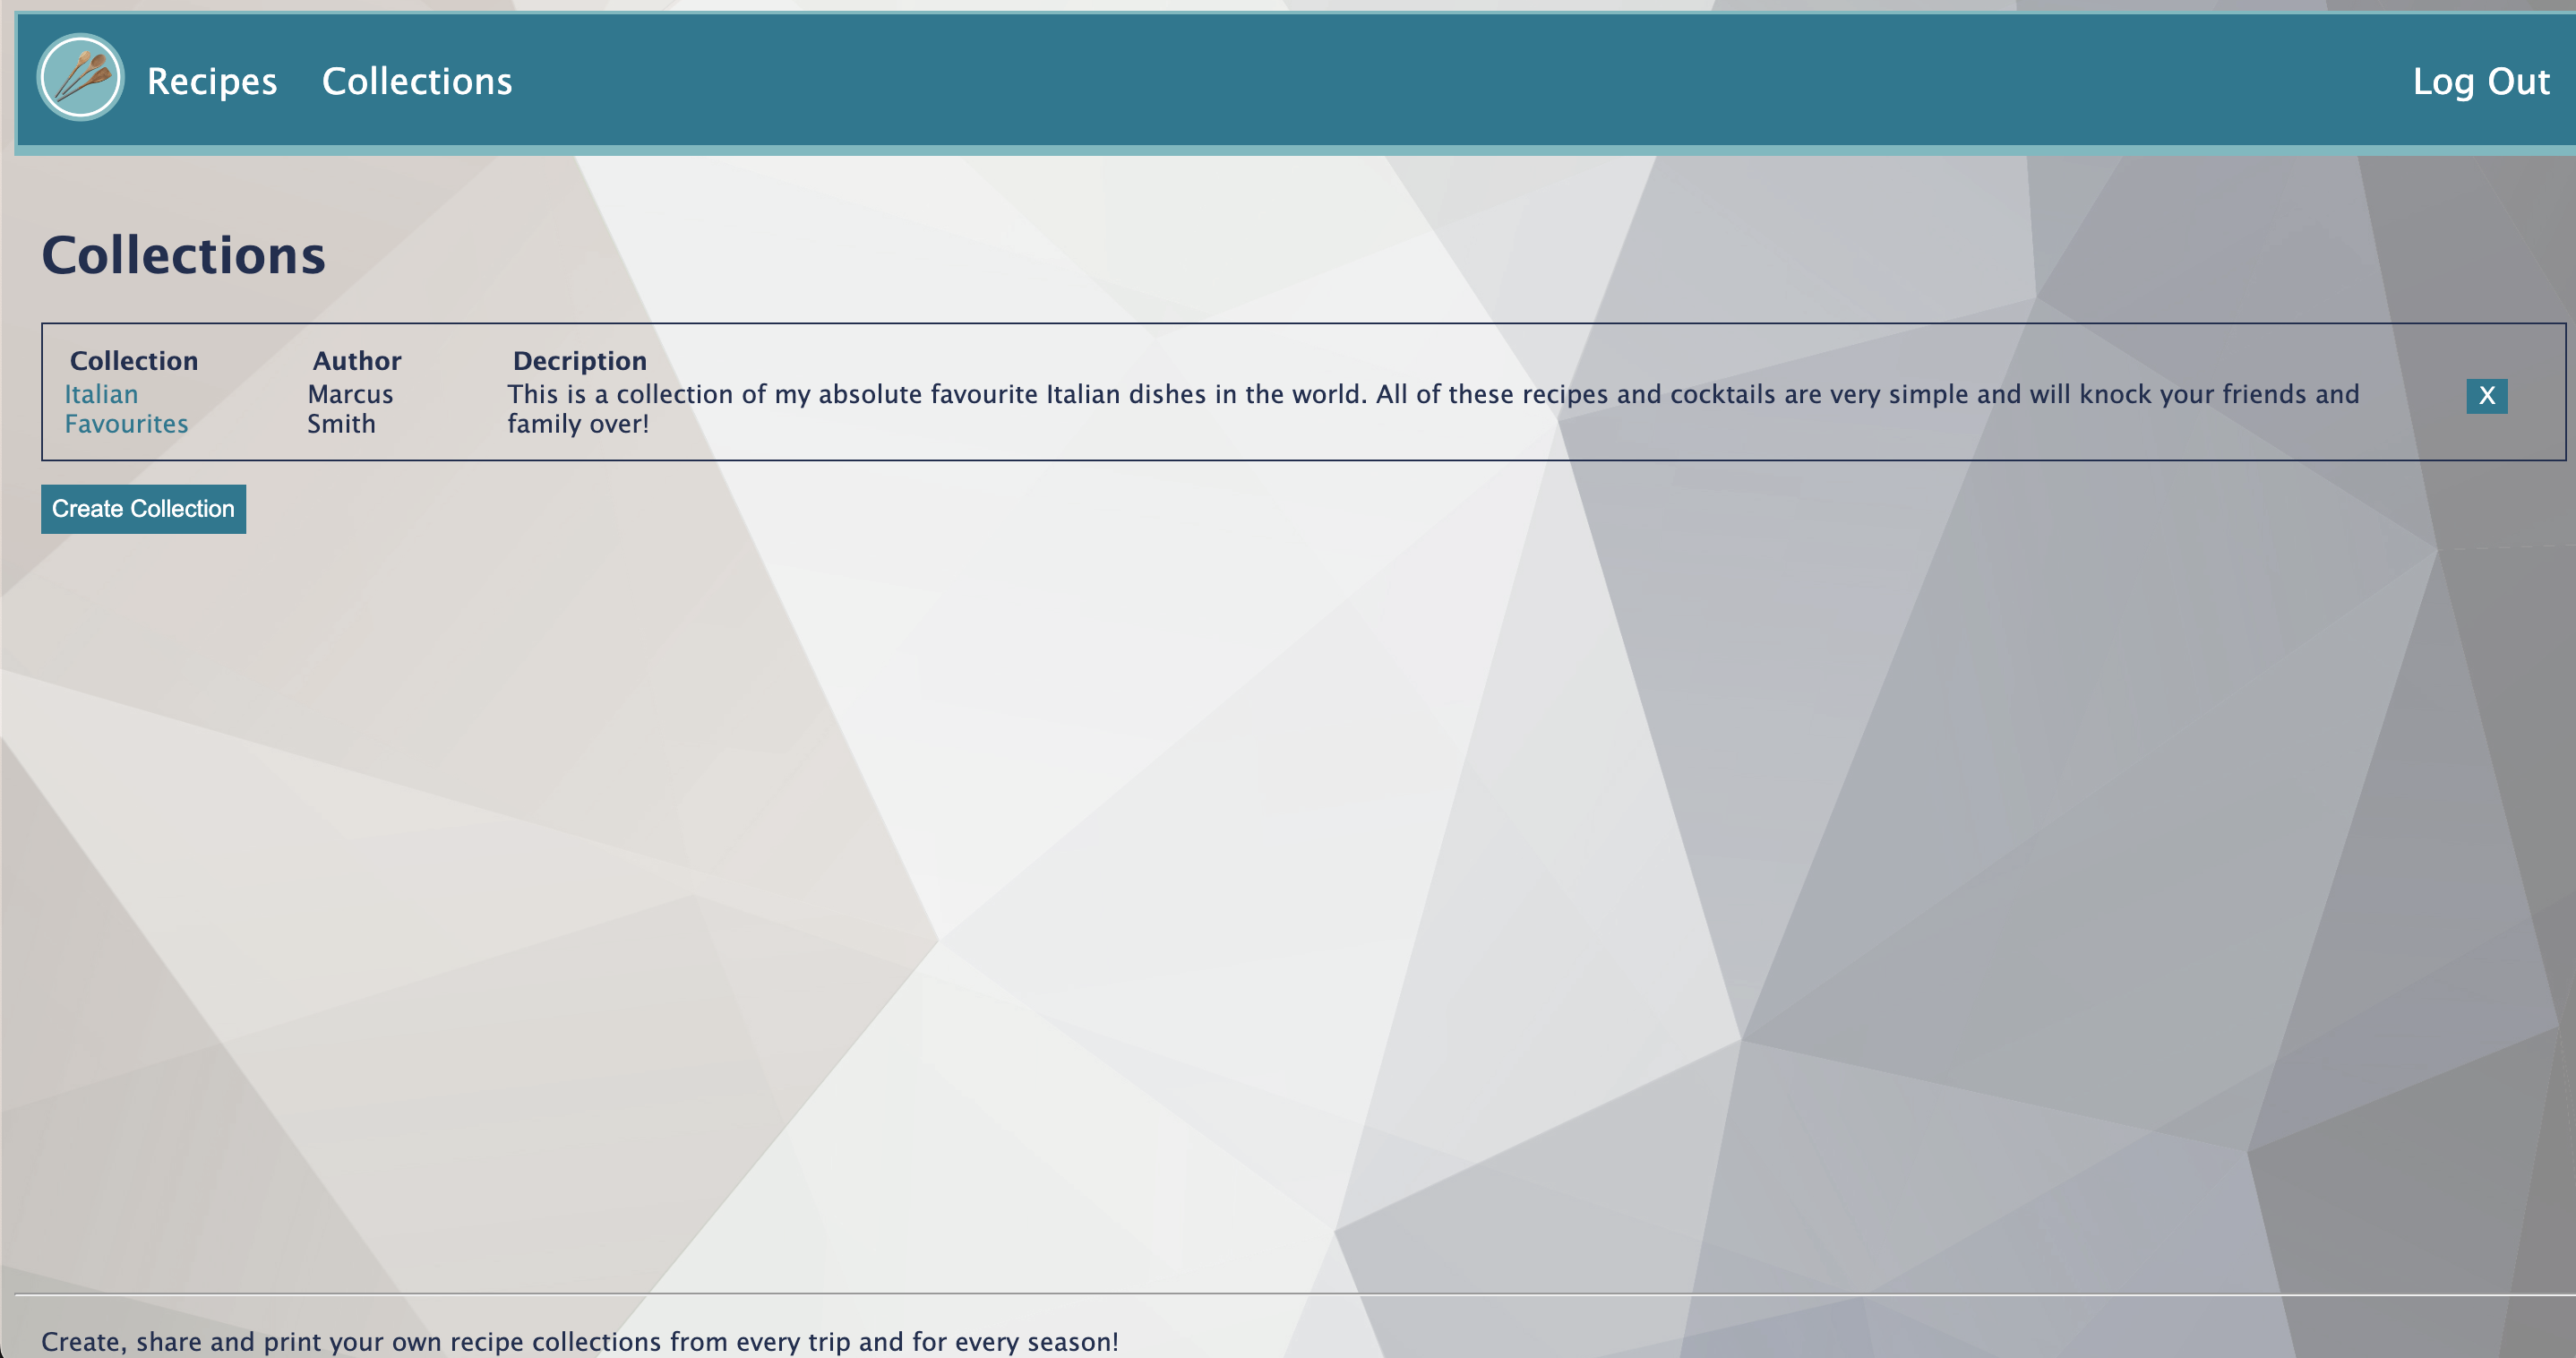 Recipes Collections Log Out
Collections
Collection Author Decription
Italian Marcus This is a collection of my absolute favourite Italian dishes in the world. All of these recipes and cocktails are very simple and will knock your friends and X
Favourites Smith family over!
Create Collection
Create, share and print your own recipe collections from every trip and for every season!